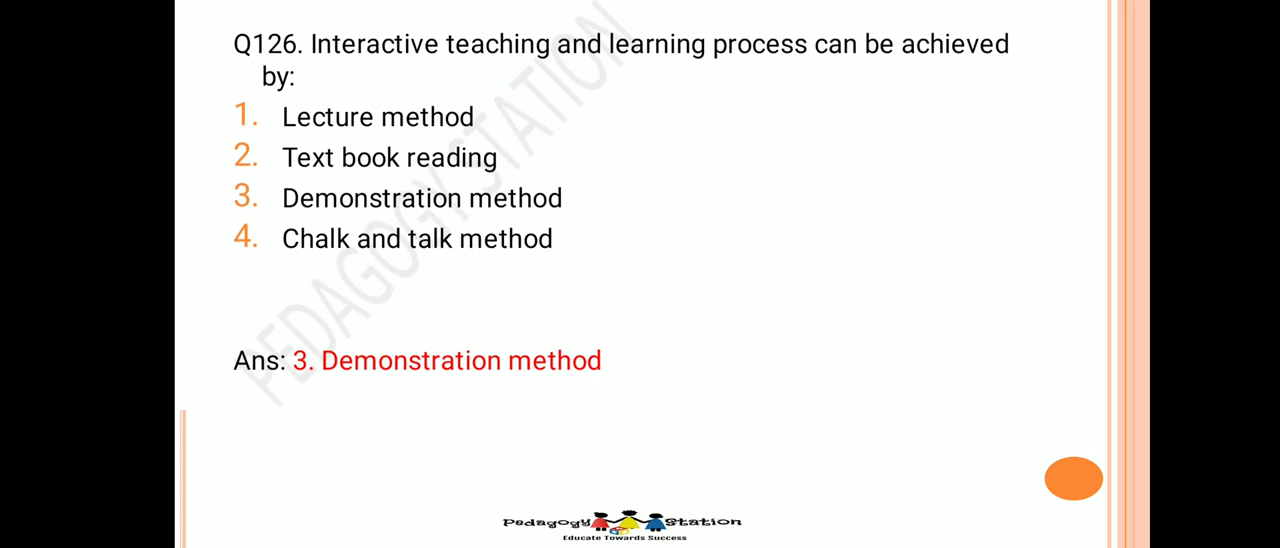 Q126. Interactive teaching and learning process can be achieved
by:
1. Lecture method
2. Text book reading
3. Demonstration method
4. Chalk and talk method
PEDAGOGY STATION
Ans: 3. Demonstration method
Pedagogy Station
Educate Towards Success